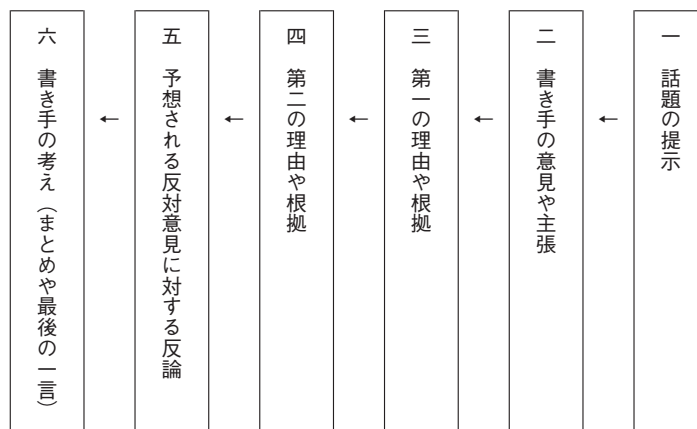 一 話題の提示
←
二 書き手の意見や主張
←
三 第一の理由や根拠
←
四 第二の理由や根拠
←
五 予想される反対意見に対する反論
←
六 書き手の考え（まとめや最後の一言）